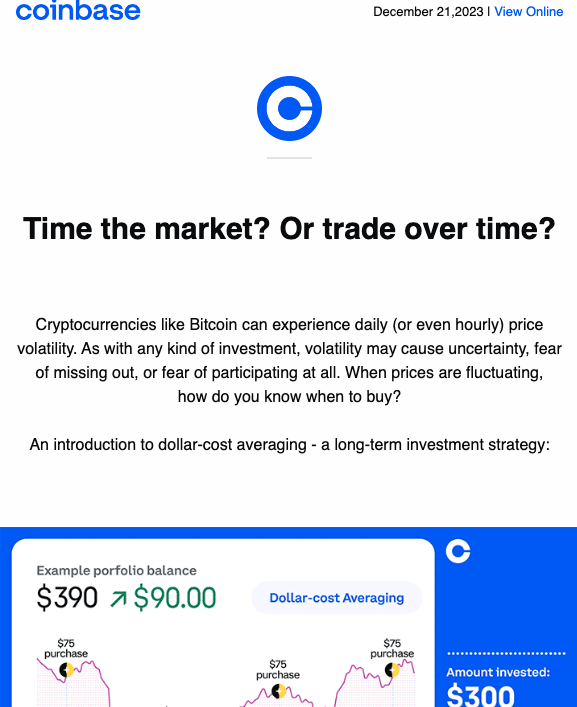 coinbase
December 21,2023 | View Online
Time the market? Or trade over time?
Cryptocurrencies like Bitcoin can experience daily (or even hourly) price
volatility. As with any kind of investment, volatility may cause uncertainty, fear
of missing out, or fear of participating at all. When prices are fluctuating,
how do you know when to buy?
An introduction to dollar-cost averaging - a long-term investment strategy:
Example porfolio balance
$390 ↗ $90.00
Dollar-cost Averaging
$75
purchase
$75
purchase
$75
purchase
Amount invested:
$300